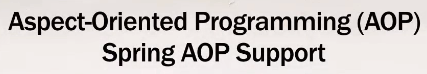 Aspect-Oriented Programming (AOP)
Spring AOP Support